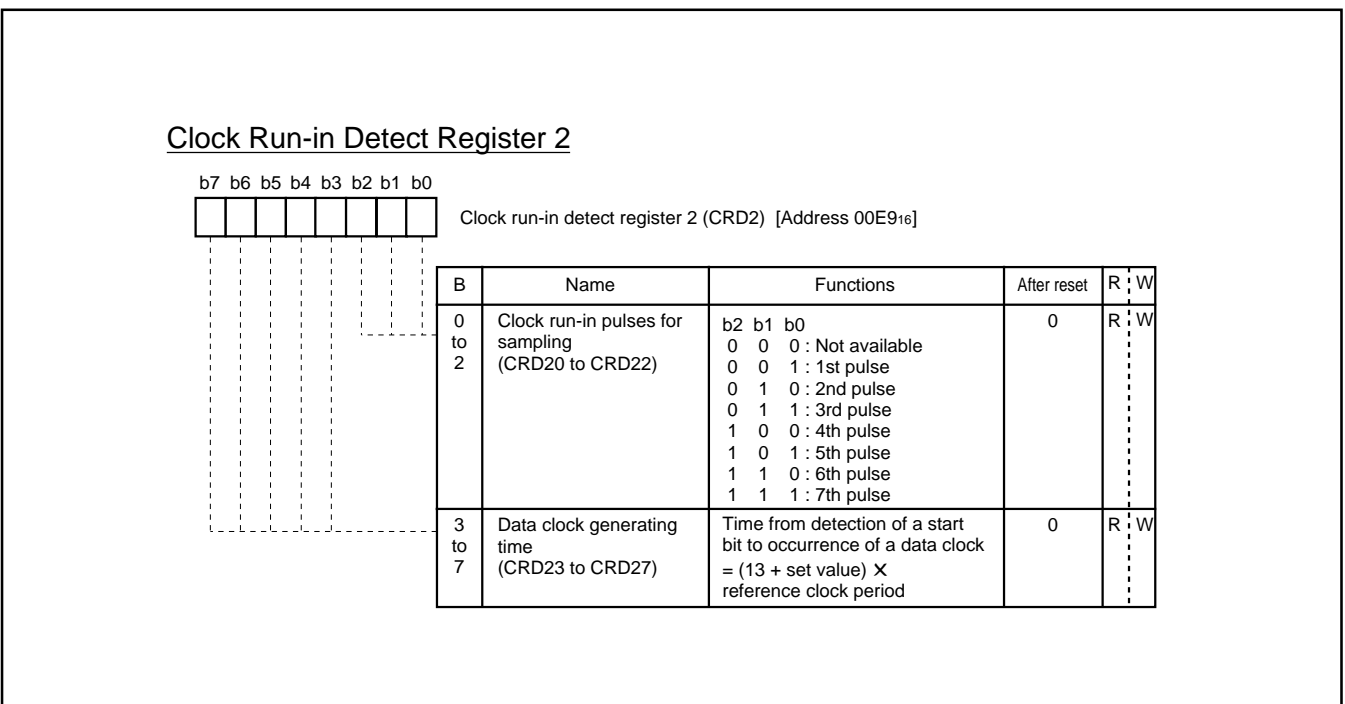 Clock Run-in Detect Register 2
b7 b6 b5 b4 b3 b2 b1 b0
Clock run-in detect register 2 (CRD2) [Address 00E916]
B Name Functions After reset R W
0 to 2
Clock run-in pulses for sampling (CRD20 to CRD22)
b2 b1 b0
0 0 0 : Not available
0 0 1 : 1st pulse
0 1 0 : 2nd pulse
0 1 1 : 3rd pulse
1 0 0 : 4th pulse
1 0 1 : 5th pulse
1 1 0 : 6th pulse
1 1 1 : 7th pulse
0 R W
3 to 7
Data clock generating time (CRD23 to CRD27)
Time from detection of a start
bit to occurrence of a data clock
= (13 + set value) ✕
reference clock period
0 R W